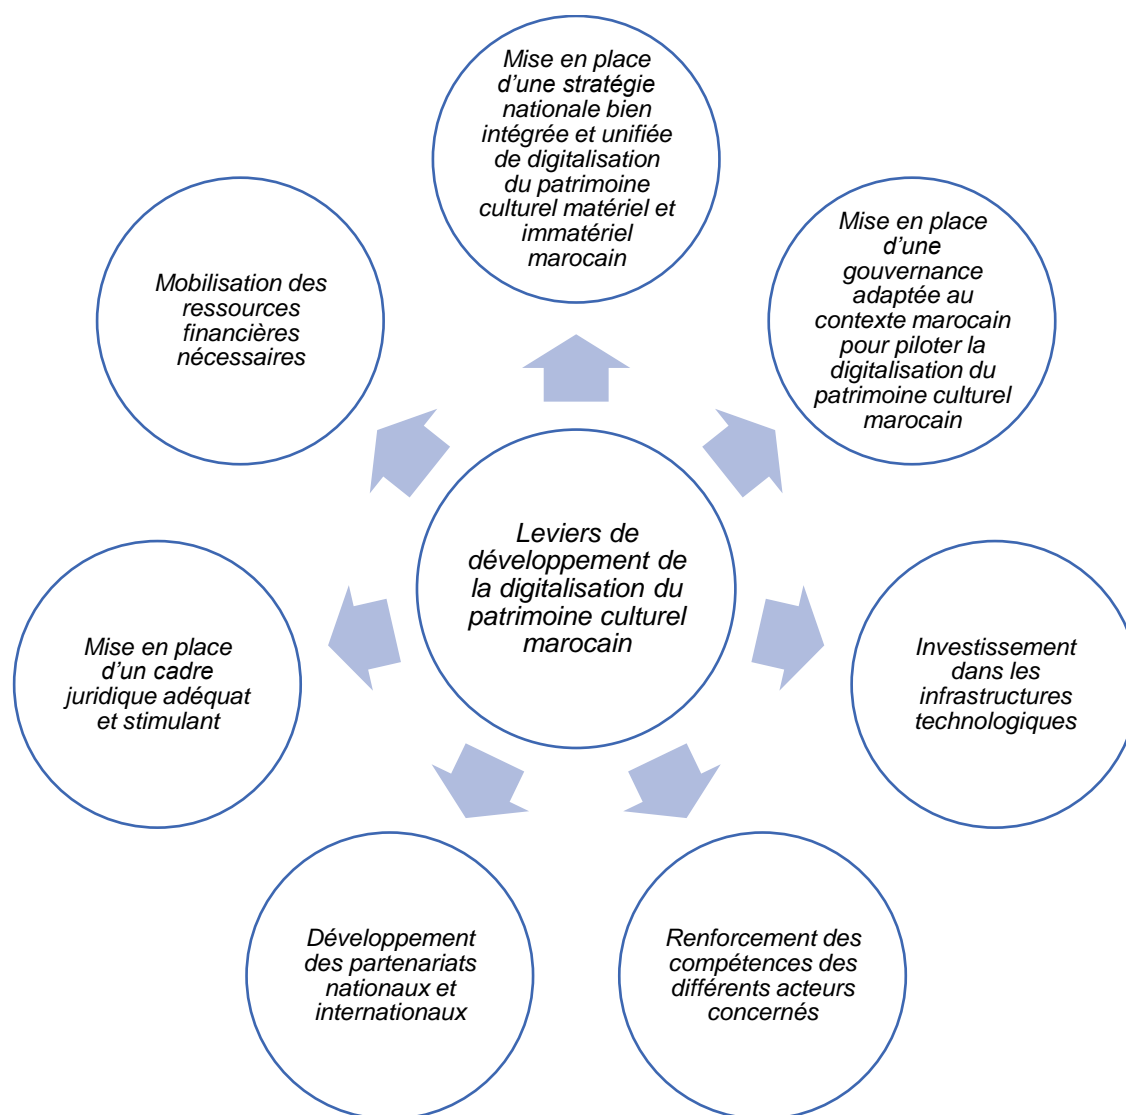 Mise en place
d’une stratégie
nationale bien
intégrée et unifiée
de digitalisation
du patrimoine
culturel matériel et
immatériel
marocain
Mise en place
d’une
gouvernance
adaptée au
contexte marocain
pour piloter la
digitalisation du
patrimoine culturel
marocain
Investissement
dans les
infrastructures
technologiques
Renforcement des
compétences des
différents acteurs
concernés
Développement
des partenariats
nationaux et
internationaux
Mise en place
d’un cadre
juridique adéquat
et stimulant
Mobilisation des
ressources
financières
nécessaires
Leviers de
développement de
la digitalisation du
patrimoine culturel
marocain